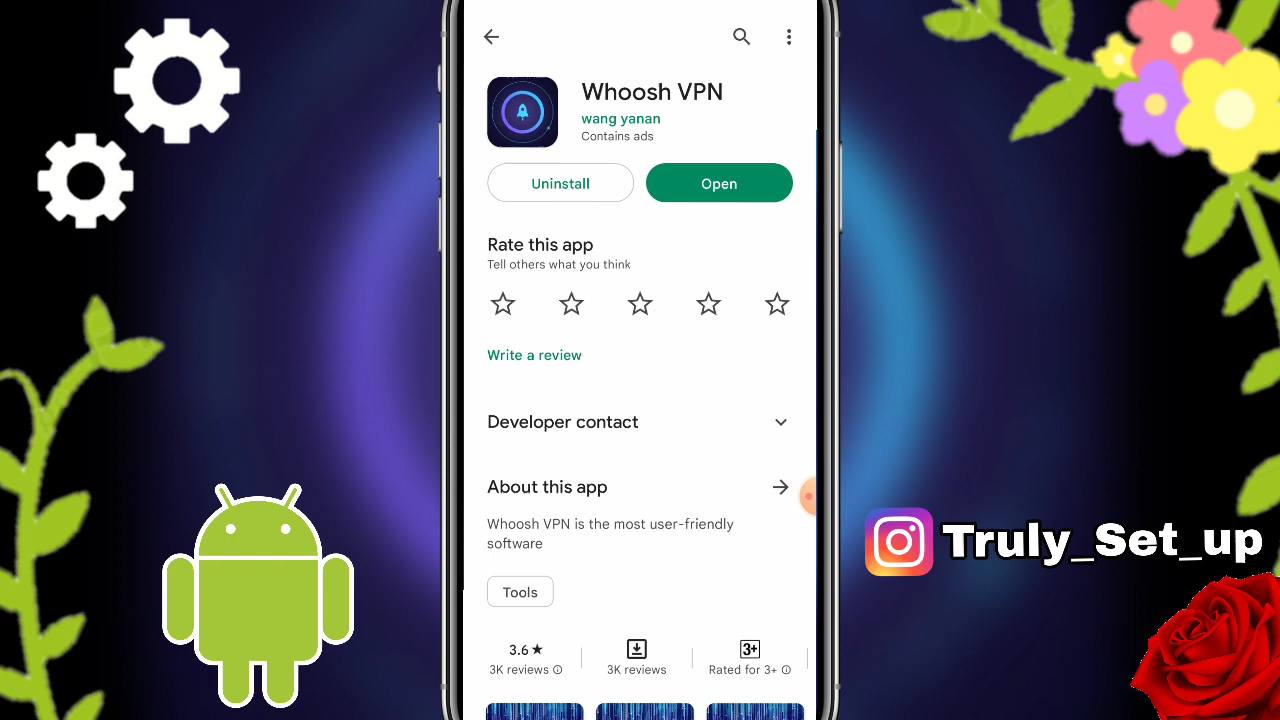 Whoosh VPN
wang yanan
Contains ads
Uninstall
Open
Rate this app
Tell others what you think
Write a review
Developer contact
About this app
Whoosh VPN is the most user-friendly
software
Tools
3.6★
3K reviews
3K reviews
3+
Rated for 3+
Truly_Set_up